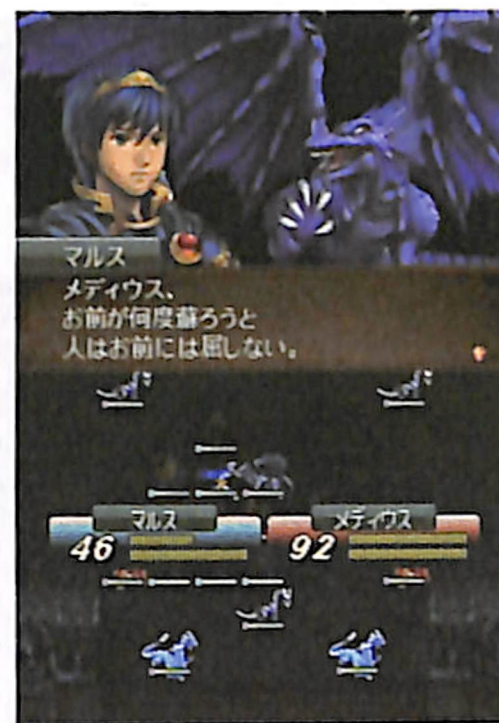 マルス
メディウス、
お前が何度蘇ろうと
人はお前には屈しない。
マルス
メディウス
46
92